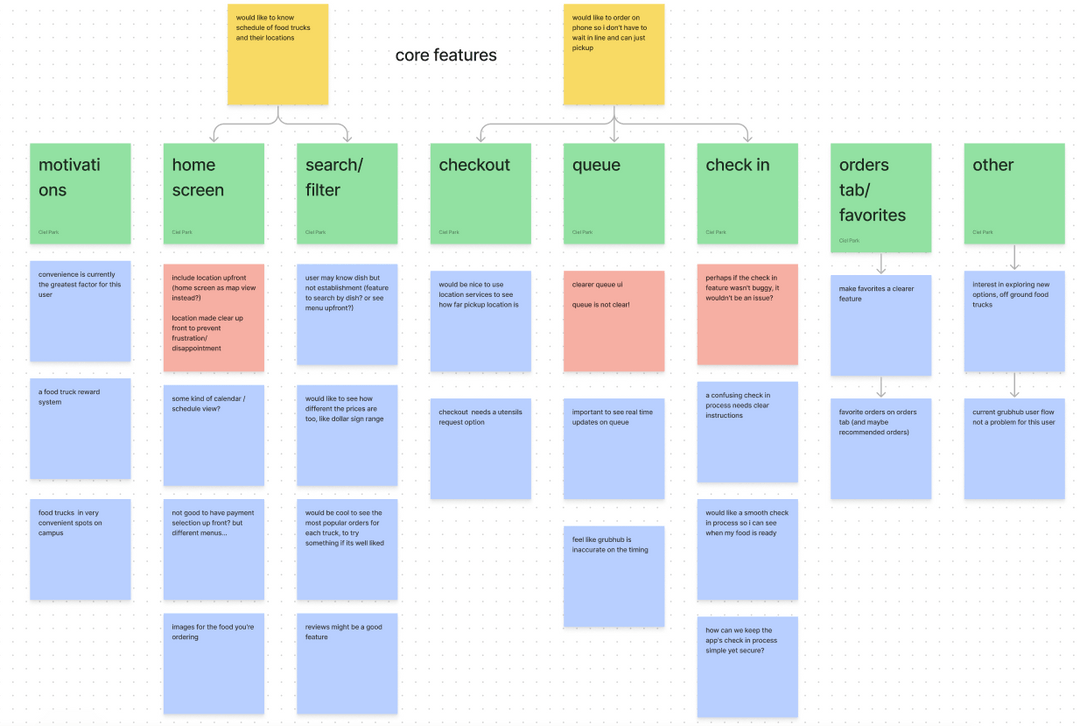 would like to know
schedule of food trucks
and their locations
core features
would like to order on
phone so i don't have to
wait in line and can just
pickup
motivati
ons
Ciel Park
convenience is currently
the greatest factor for this
user
a food truck reward
system
food trucks in very
convenient spots on
campus
home
screen
Ciel Park
include location upfront
(home screen as map view
instead?)
location made clear up
front to prevent
frustration/
disappointment
some kind of calendar /
schedule view?
not good to have payment
selection up front? but
different menus...
images for the food you're
ordering
search/
filter
Ciel Park
user may know dish but
not establishment (feature
to search by dish? or see
menu upfront?)
would like to see how
different the prices are
too, like dollar sign range
would be cool to see the
most popular orders for
each truck, to try
something if its well liked
reviews might be a good
feature
checkout
Ciel Park
would be nice to use
location services to see
how far pickup location is
checkout needs a utensils
request option
queue
Ciel Park
clearer queue ui
queue is not clear!
important to see real time
updates on queue
feel like grubhub is
inaccurate on the timing
check in
Ciel Park
perhaps if the check in
feature wasn't buggy, it
wouldn't be an issue?
a confusing check in
process needs clear
instructions
would like a smooth check
in process so i can see
when my food is ready
how can we keep the
app's check in process
simple yet secure?
orders
tab/
favorites
Ciel Park
make favorites a clearer
feature
favorite orders on orders
tab (and maybe
recommended orders)
other
Ciel Park
interest in exploring new
options, off ground food
trucks
current grubhub user flow
not a problem for this user